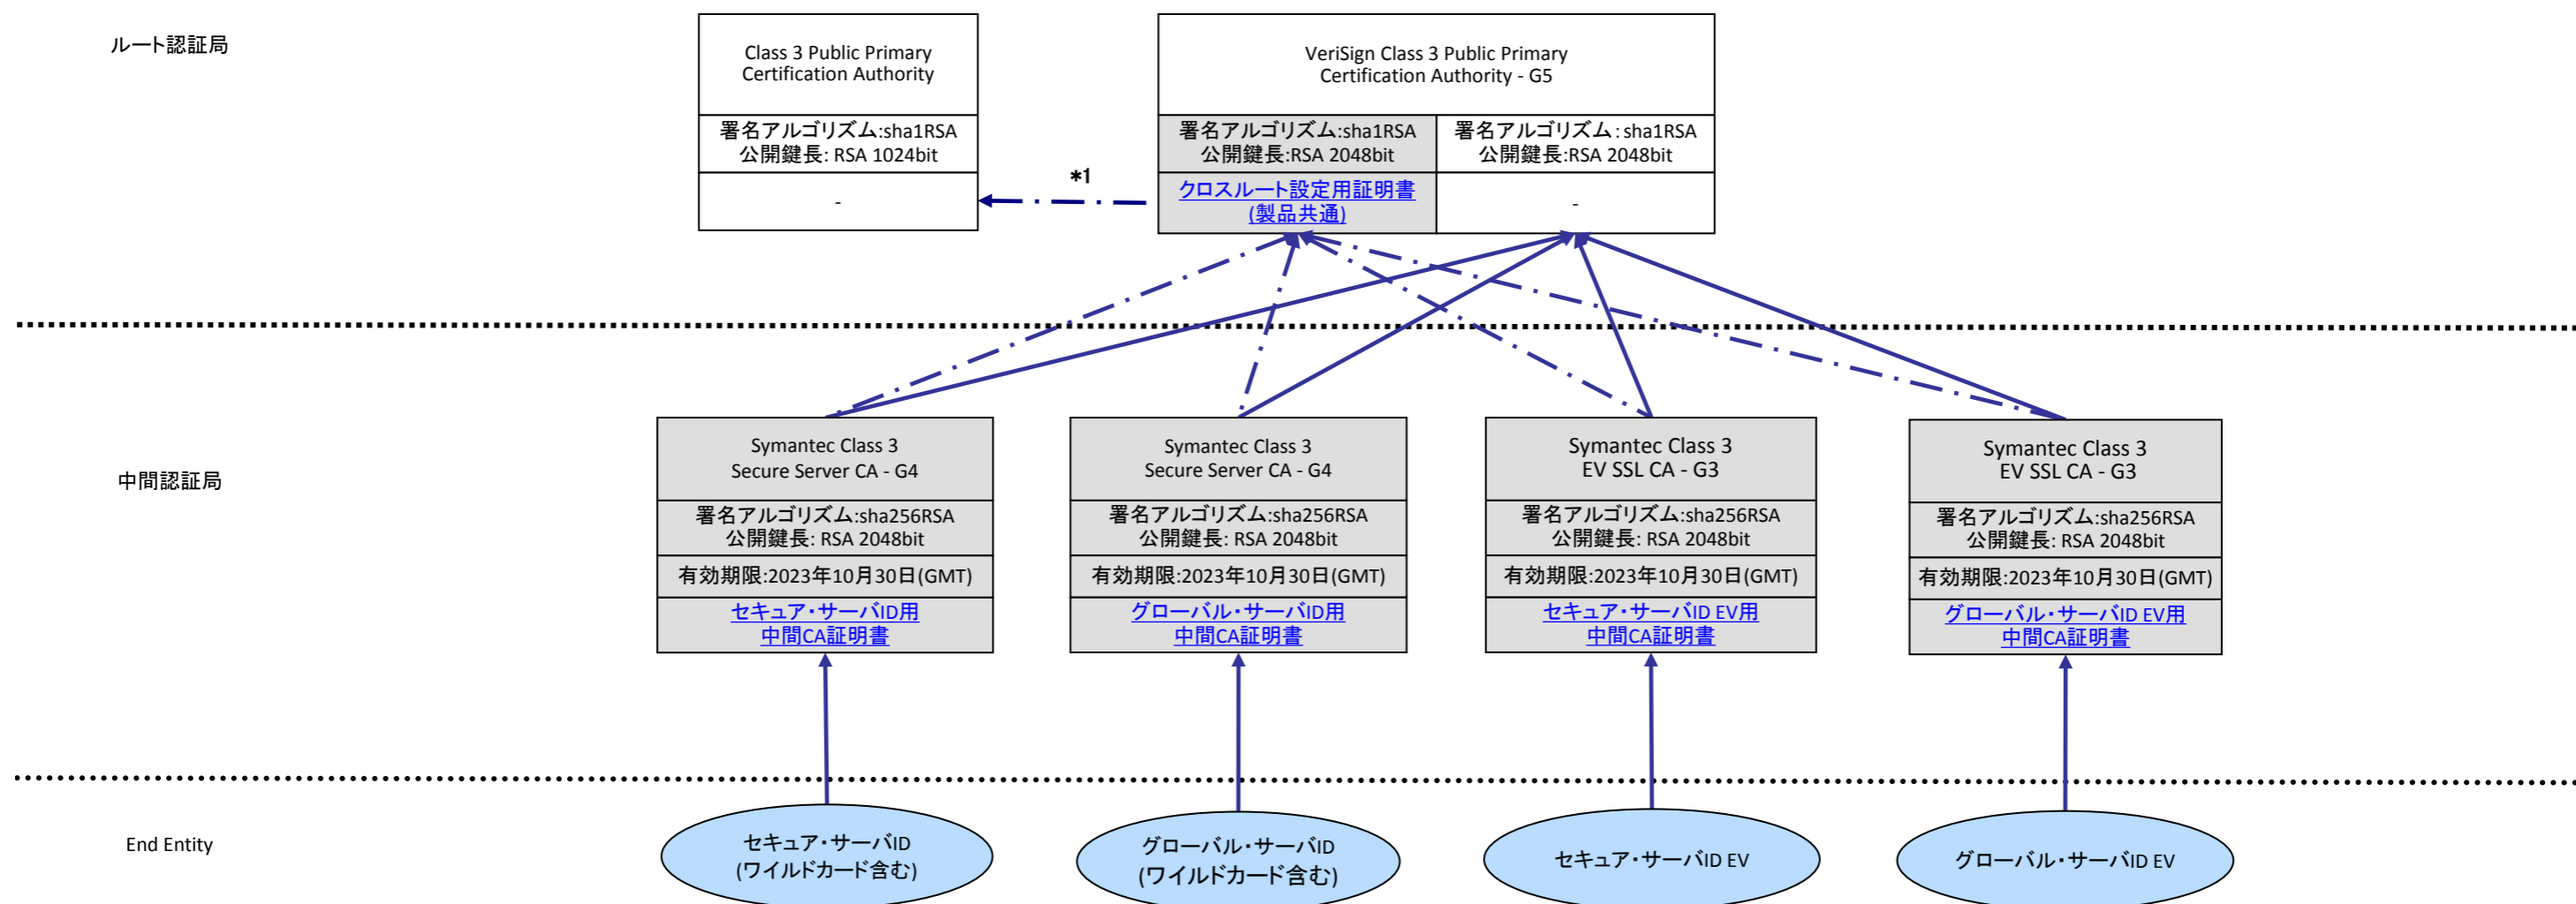 ルート認証局
Class 3 Public Primary
Certification Authority
署名アルゴリズム:sha1RSA
公開鍵長: RSA 1024bit
-
*1
VeriSign Class 3 Public Primary
Certification Authority - G5
署名アルゴリズム:sha1RSA
公開鍵長:RSA 2048bit
クロスルート設定用証明書
(製品共通)
署名アルゴリズム:sha1RSA
公開鍵長:RSA 2048bit
-
中間認証局
Symantec Class 3
Secure Server CA - G4
署名アルゴリズム:sha256RSA
公開鍵長: RSA 2048bit
有効期限:2023年10月30日(GMT)
セキュア・サーバID用
中間CA証明書
Symantec Class 3
Secure Server CA - G4
署名アルゴリズム:sha256RSA
公開鍵長: RSA 2048bit
有効期限:2023年10月30日(GMT)
グローバル・サーバID用
中間CA証明書
Symantec Class 3
EV SSL CA - G3
署名アルゴリズム:sha256RSA
公開鍵長: RSA 2048bit
有効期限:2023年10月30日(GMT)
セキュア・サーバID EV用
中間CA証明書
Symantec Class 3
EV SSL CA - G3
署名アルゴリズム:sha256RSA
公開鍵長: RSA 2048bit
有効期限:2023年10月30日(GMT)
グローバル・サーバID EV用
中間CA証明書
End Entity
セキュア・サーバID
(ワイルドカード含む)
グローバル・サーバID
(ワイルドカード含む)
セキュア・サーバID EV
グローバル・サーバID EV